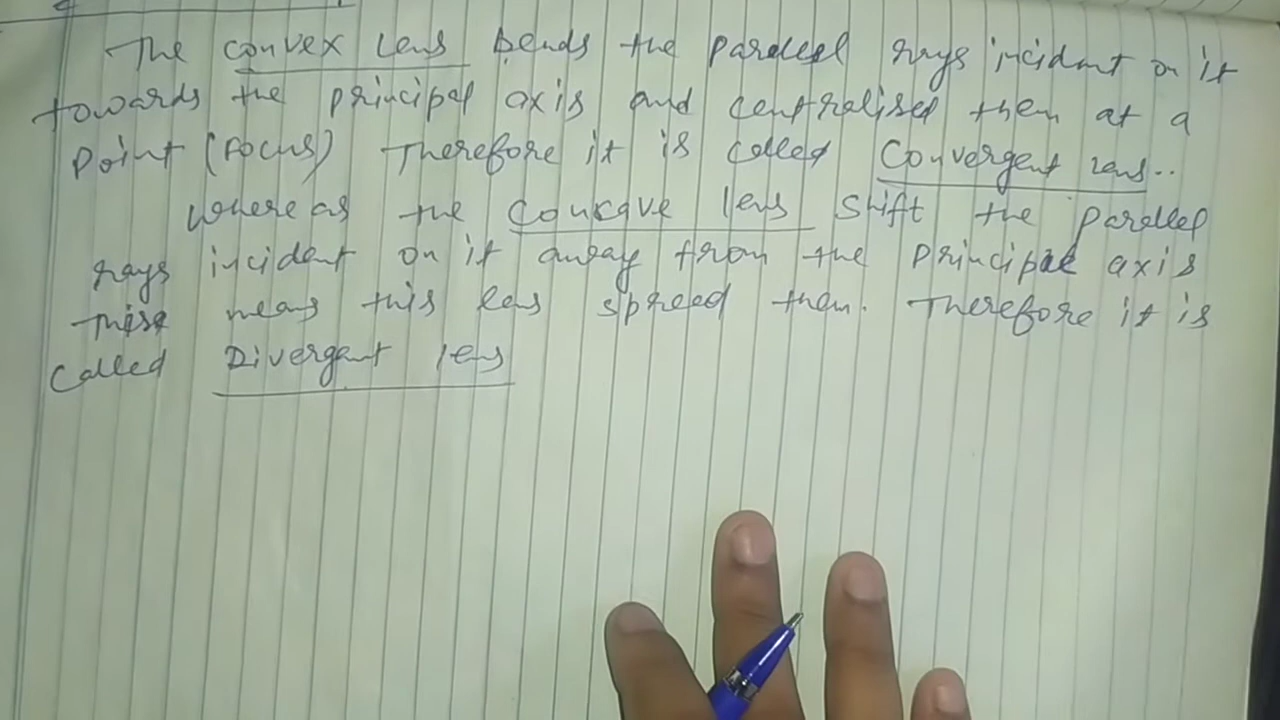 The convex lens bends the parallel rays incident on it
towards the principal axis and centralised them at a
point (Focus) Therefore it is called Convergent lens..
where as the Concave lens shift the parallel
rays incident on it away from the principal axis
This means this lens spread them. Therefore it is
called Divergent lens